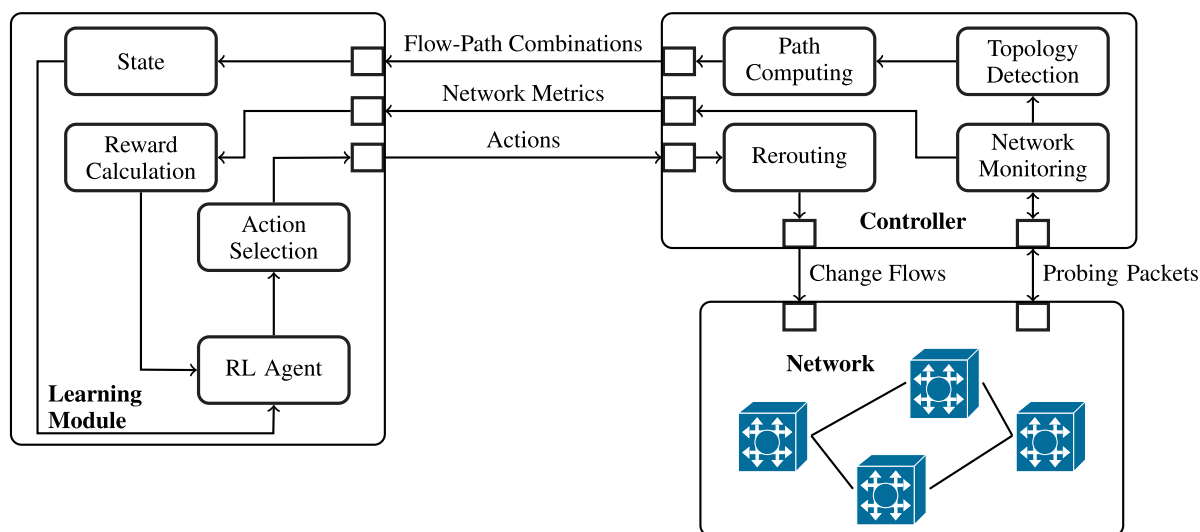 State
Flow-Path Combinations
Path
Computing
Topology
Detection
Network Metrics
Reward
Calculation
Actions
Rerouting
Network
Monitoring
Action
Selection
Controller
Change Flows
Probing Packets
RL Agent
Learning
Module
Network